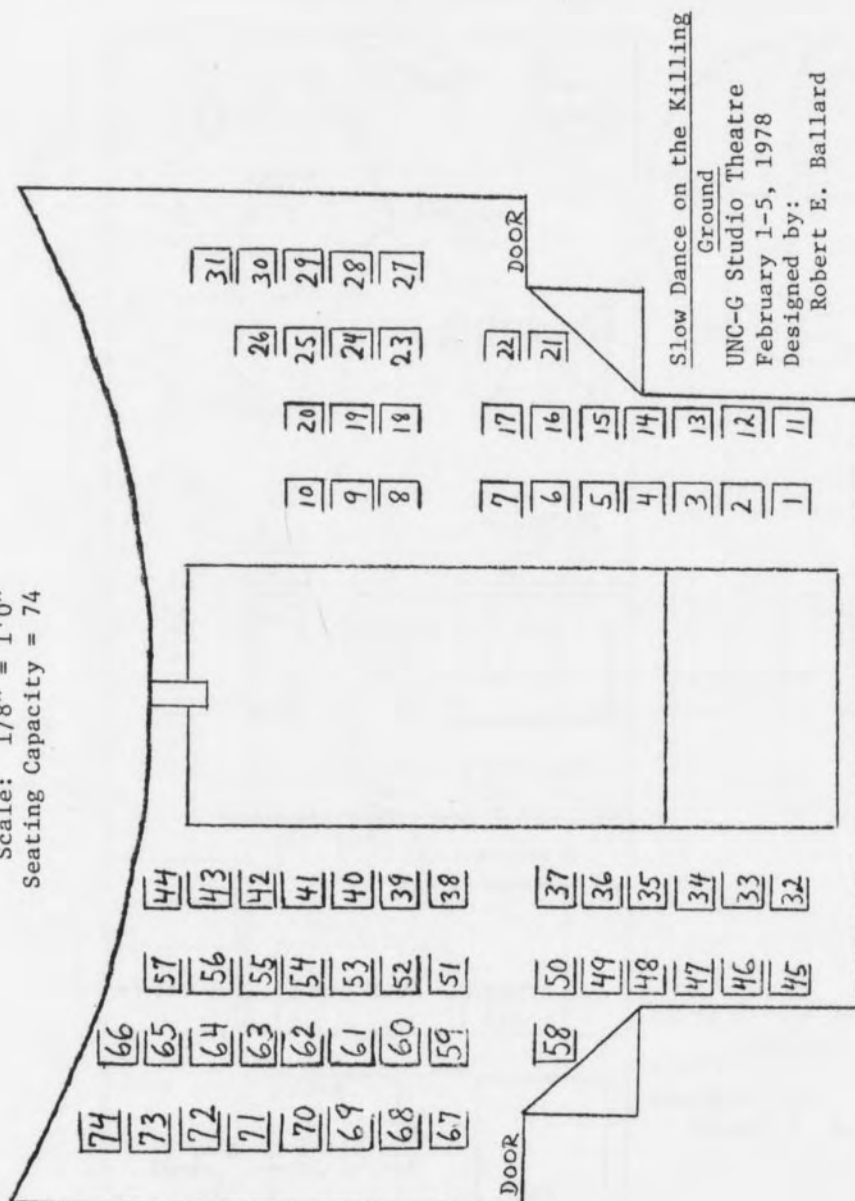 Scale: 1/8" = 1'0"
Seating Capacity = 74
74 73 72 71 70 69 68 67
66 65 64 63 62 61 60 59 58
57 56 55 54 53 52 51 50 49 48 47 46 45
44 43 42 41 40 39 38 37 36 35 34 33 32
10 9 8 7 6 5 4 3 2 1
20 19 18 17 16 15 14 13 12 11
26 25 24 23 22 21
31 30 29 28 27
DOOR
DOOR
Slow Dance on the Killing
Ground
UNC-G Studio Theatre
February 1-5, 1978
Designed by:
Robert E. Ballard